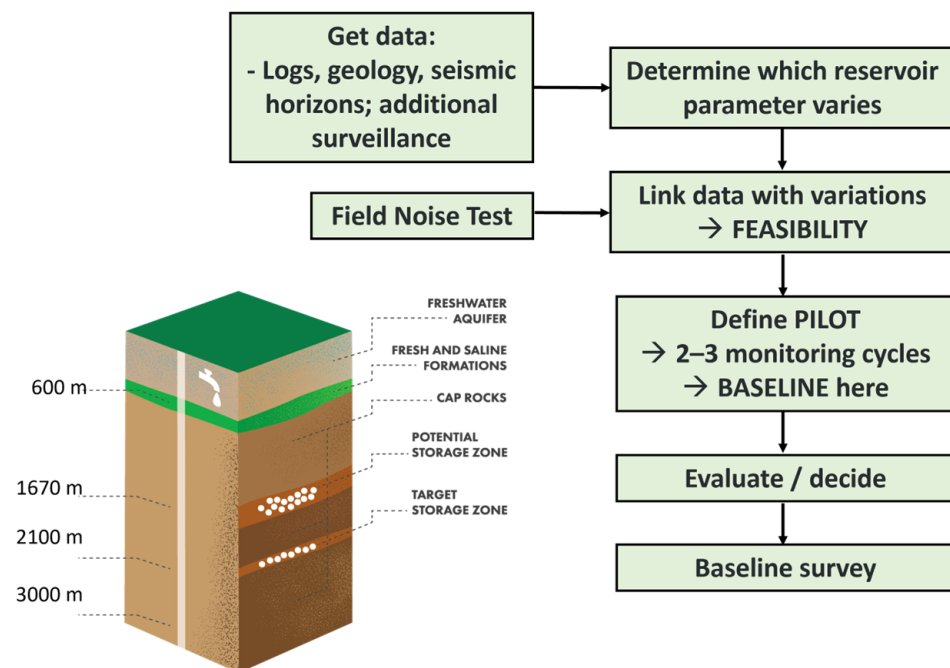 Get data:
- Logs, geology, seismic
horizons; additional
surveillance
Determine which reservoir
parameter varies
Field Noise Test
Link data with variations
→ FEASIBILITY
Define PILOT
→ 2–3 monitoring cycles
→ BASELINE here
Evaluate / decide
Baseline survey
FRESHWATER
AQUIFER
FRESH AND SALINE
FORMATIONS
CAP ROCKS
POTENTIAL
STORAGE ZONE
TARGET
STORAGE ZONE
600 m
1670 m
2100 m
3000 m